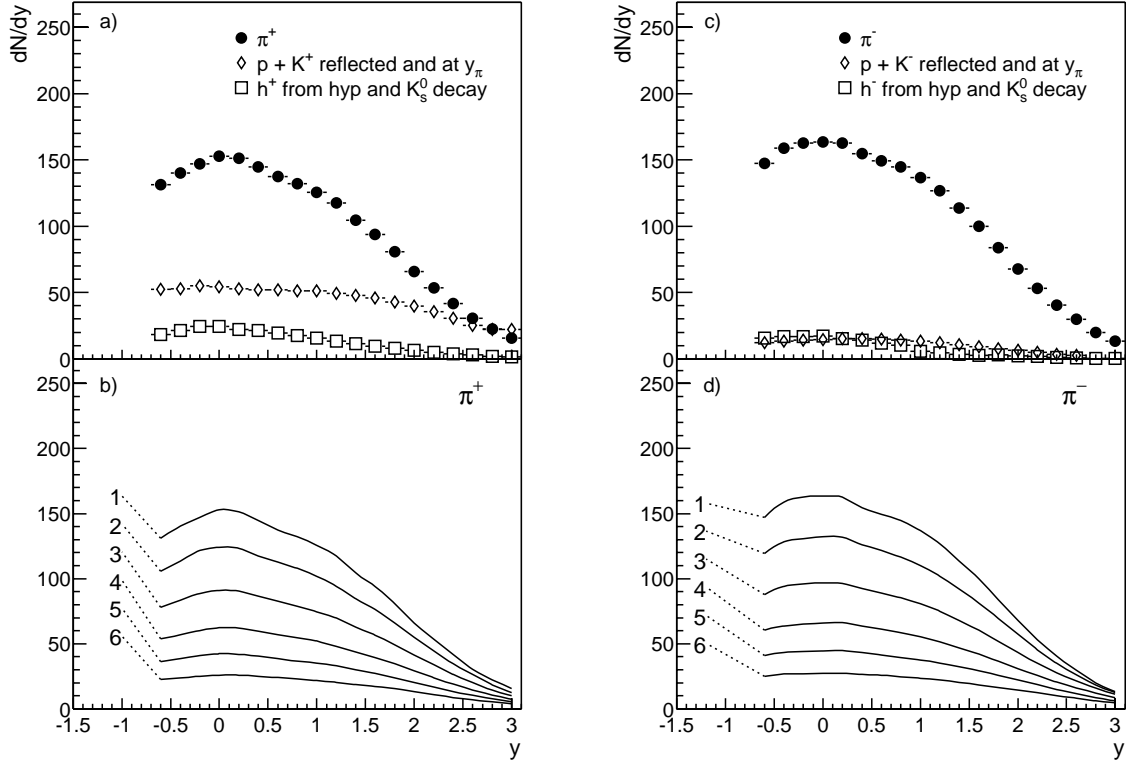 dN/dy
a)
250
π⁺
p + K⁺ reflected and at y_π
h⁺ from hyp and K⁰_s decay
200
150
100
50
0
dN/dy
c)
250
π⁻
p + K⁻ reflected and at y_π
h⁻ from hyp and K⁰_s decay
200
150
100
50
0
b)
π⁺
250
200
150
100
50
0
1
2
3
4
5
6
-1.5 -1 -0.5 0 0.5 1 1.5 2 2.5 3
y
d)
π⁻
250
200
150
100
50
0
1
2
3
4
5
6
-1.5 -1 -0.5 0 0.5 1 1.5 2 2.5 3
y